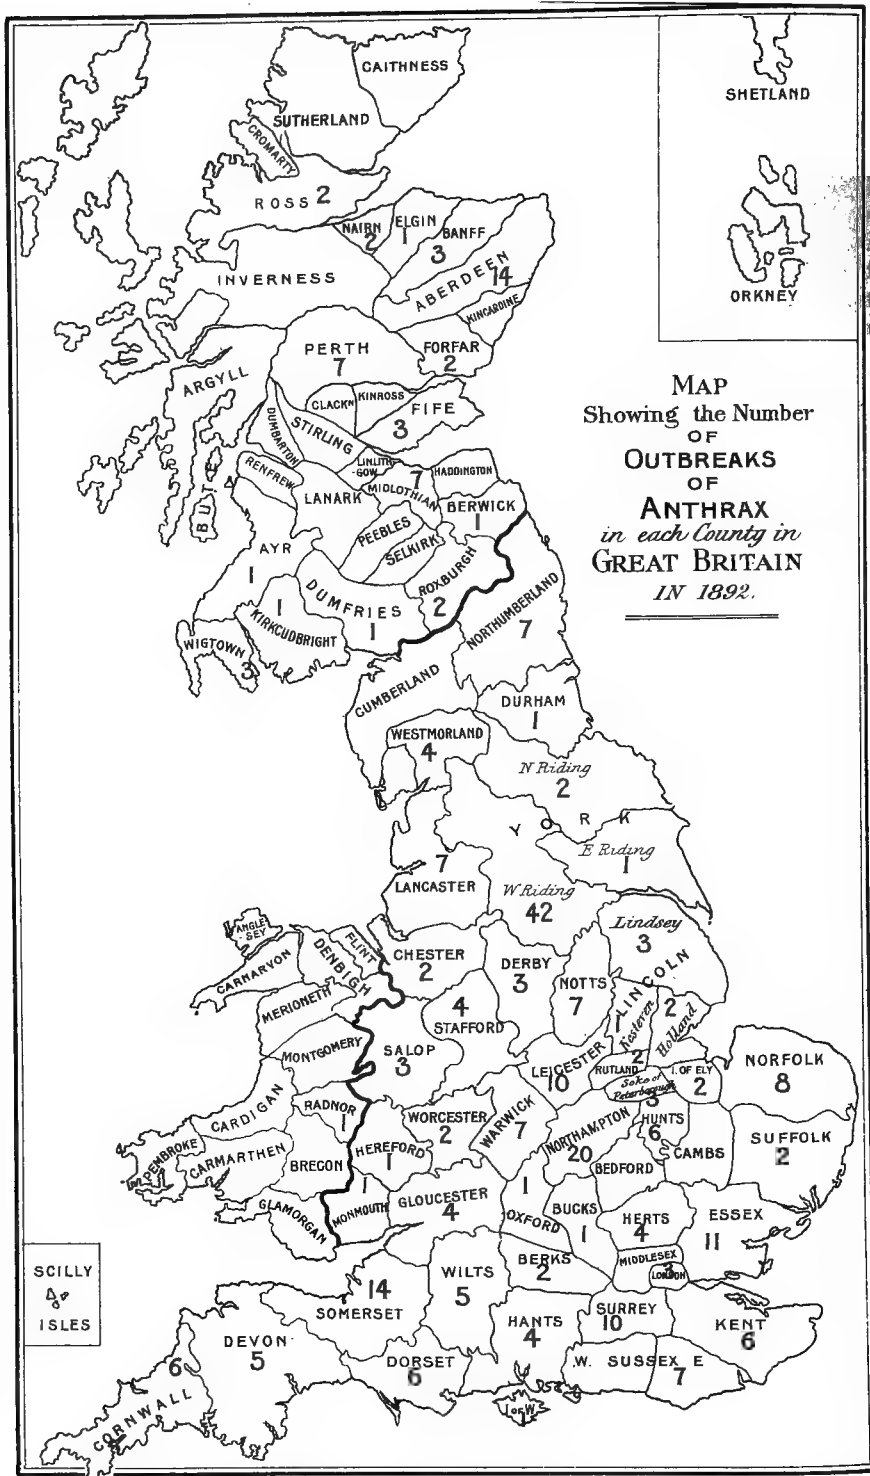 SHETLAND
ORKNEY
MAP
Showing the Number
OF
OUTBREAKS
OF
ANTHRAX
in each County in
GREAT BRITAIN
IN 1892.
CAITHNESS
SUTHERLAND
CROMARTY
ROSS 2
NAIRN
2
ELGIN
1
BANFF
3
ABERDEEN
14
INVERNESS
KINCARDINE
PERTH
7
FORFAR
2
ARGYLL
CLACKN
KINROSS
FIFE
3
DUMBARTON
STIRLING
BUTE
RENFREW
LINLITH
-GOW
7
MIDLOTHIAN
HADDINGTON
LANARK
BERWICK
1
PEEBLES
SELKIRK
AYR
1
ROXBURGH
2
DUMFRIES
1
1
KIRKCUDBRIGHT
WIGTOWN
3
NORTHUMBERLAND
7
CUMBERLAND
DURHAM
1
WESTMORLAND
4
N Riding
2
YORK
E Riding
1
7
LANCASTER
W Riding
42
ANGLE-
SEY
FLINT
DENBIGH
CARNARVON
CHESTER
2
DERBY
3
Lindsey
3
NOTTS
7
LINCOLN
1
Kesteven
2
Holland
MERIONETH
4
STAFFORD
MONTGOMERY
SALOP
3
LEICESTER
10
2
RUTLAND
Soke of
Peterborough
3
I. OF ELY
2
NORFOLK
8
CARDIGAN
RADNOR
1
WORCESTER
2
WARWICK
7
NORTHAMPTON
20
HUNTS
6
CAMBS
SUFFOLK
2
PEMBROKE
CARMARTHEN
BRECON
HEREFORD
1
BEDFORD
GLAMORGAN
1
MONMOUTH
GLOUCESTER
4
1
OXFORD
BUCKS
1
HERTS
4
ESSEX
11
MIDDLESEX
3
LONDON
BERKS
2
SCILLY
ISLES
14
SOMERSET
WILTS
5
HANTS
4
SURREY
10
KENT
6
DEVON
5
DORSET
6
W. SUSSEX E
7
I of W.
1
6
CORNWALL